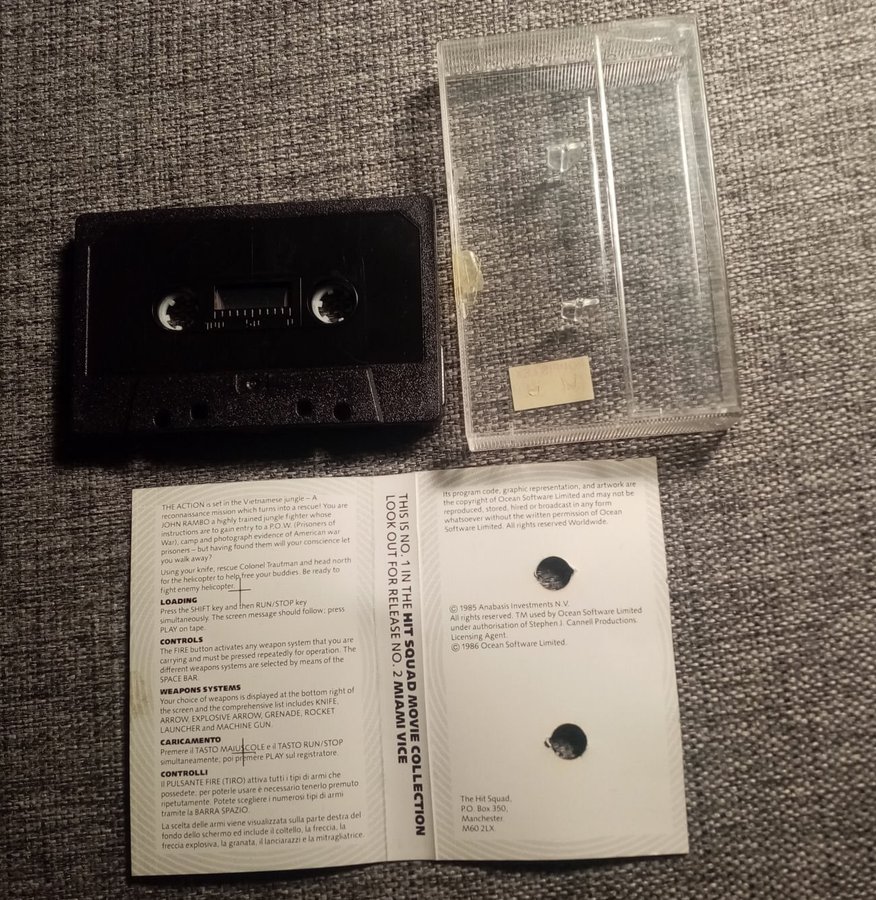 100 50 0
THE ACTION is set in the Vietnamese jungle – A
reconnaissance mission which turns into a rescue! You are
JOHN RAMBO a highly trained jungle fighter whose
instructions are to gain entry to a P.O.W. (Prisoners of
War), camp and photograph evidence of American war
prisoners – but having found them will your conscience let
you walk away?
Using your knife, rescue Colonel Trautman and head north
for the helicopter to help free your buddies. Be ready to
fight enemy helicopter.
LOADING
Press the SHIFT key and then RUN/STOP key
simultaneously. The screen message should follow; press
PLAY on tape.
CONTROLS
The FIRE button activates any weapon system that you are
carrying and must be pressed repeatedly for operation. The
different weapons systems are selected by means of the
SPACE BAR.
WEAPONS SYSTEMS
Your choice of weapons is displayed at the bottom right of
the screen and the comprehensive list includes KNIFE,
ARROW, EXPLOSIVE ARROW, GRENADE, ROCKET
LAUNCHER and MACHINE GUN.
CARICAMENTO
Premere il TASTO MAIUSCOLE e il TASTO RUN/STOP
simultaneamente; poi premere PLAY sul registratore.
CONTROLLI
Il PULSANTE FIRE (TIRO) attiva tutti i tipi di armi che
possedete: per poterle usare è necessario tenerlo premuto
ripetutamente. Potete scegliere i numerosi tipi di armi
tramite la BARRA SPAZIO.
La scelta delle armi viene visualizzata sulla parte destra del
fondo dello schermo ed include il coltello, la freccia, la
freccia esplosiva, la granata, il lanciarazzi e la mitragliatrice.
THIS IS NO. 1 IN THE HIT SQUAD MOVIE COLLECTION
LOOK OUT FOR RELEASE NO. 2 MIAMI VICE
Its program code, graphic representation, and artwork are
the copyright of Ocean Software Limited and may not be
reproduced, stored, hired or broadcast in any form
whatsoever without the written permission of Ocean
Software Limited. All rights reserved Worldwide.
© 1985 Anabasis Investments N.V.
All rights reserved. TM used by Ocean Software Limited
under authorisation of Stephen J. Cannell Productions
Licensing Agent.
© 1986 Ocean Software Limited.
The Hit Squad,
P.O. Box 350,
Manchester.
M60 2LX